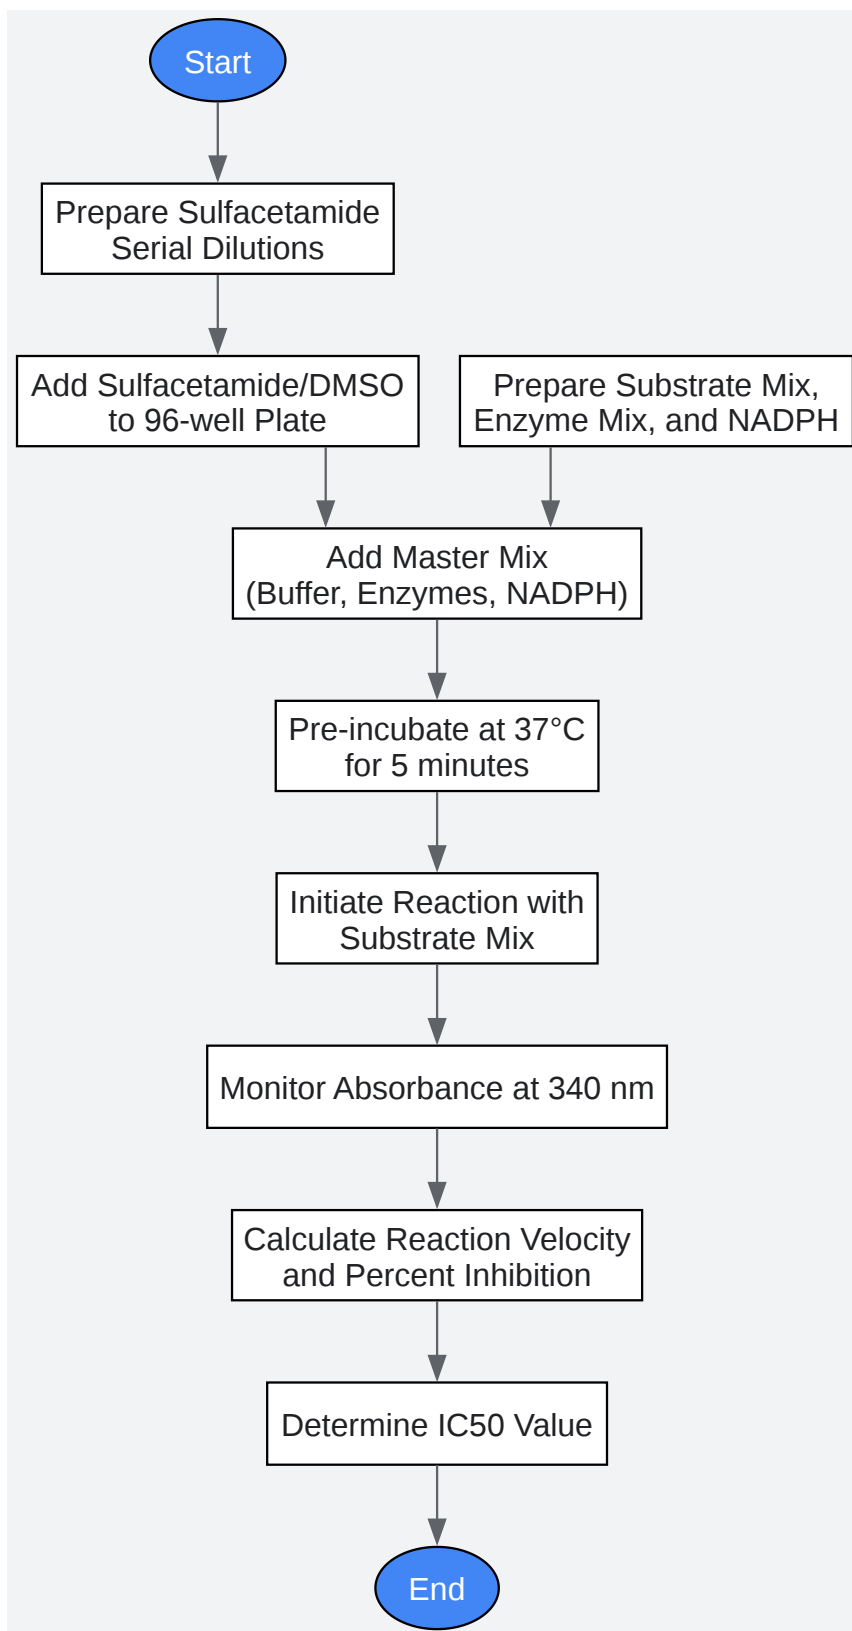 Start
Prepare Sulfacetamide
Serial Dilutions
Add Sulfacetamide/DMSO
to 96-well Plate
Prepare Substrate Mix,
Enzyme Mix, and NADPH
Add Master Mix
(Buffer, Enzymes, NADPH)
Pre-incubate at 37°C
for 5 minutes
Initiate Reaction with
Substrate Mix
Monitor Absorbance at 340 nm
Calculate Reaction Velocity
and Percent Inhibition
Determine IC50 Value
End